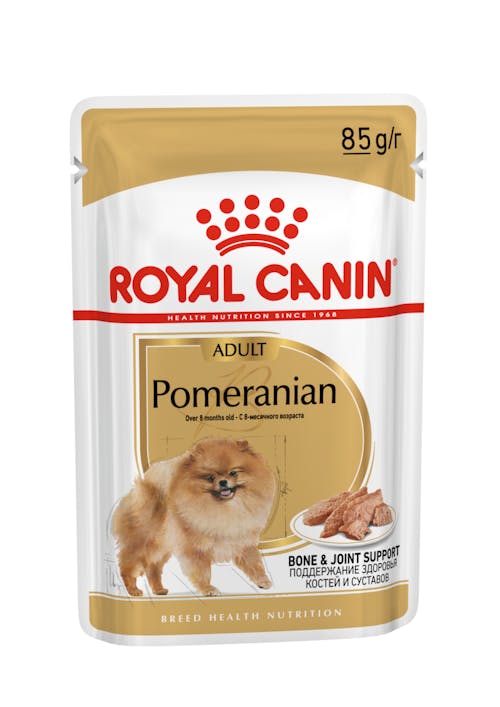 85 g/г
ROYAL CANIN®
HEALTH NUTRITION SINCE 1968
ADULT
Pomeranian
Over 8 months old - С 8-месячного возраста
BONE & JOINT SUPPORT
ПОДДЕРЖАНИЕ ЗДОРОВЬЯ
КОСТЕЙ И СУСТАВОВ
BREED HEALTH NUTRITION